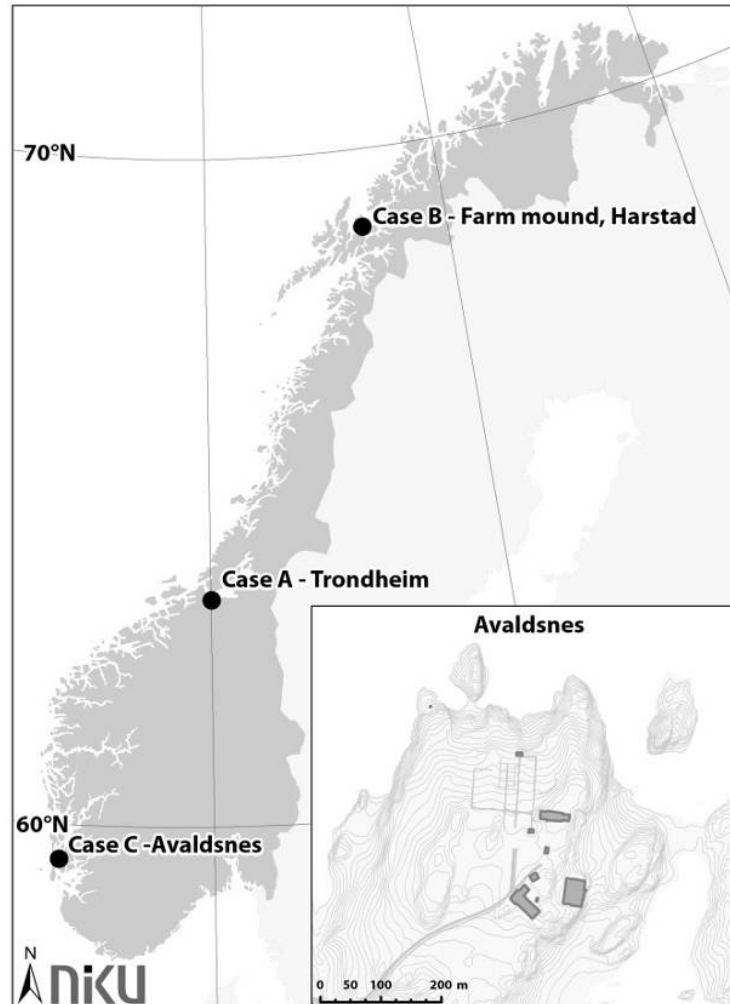 70°N
Case B - Farm mound, Harstad
Case A - Trondheim
Avaldsnes
60°N
Case C -Avaldsnes
N
niku
0 50 100 200 m